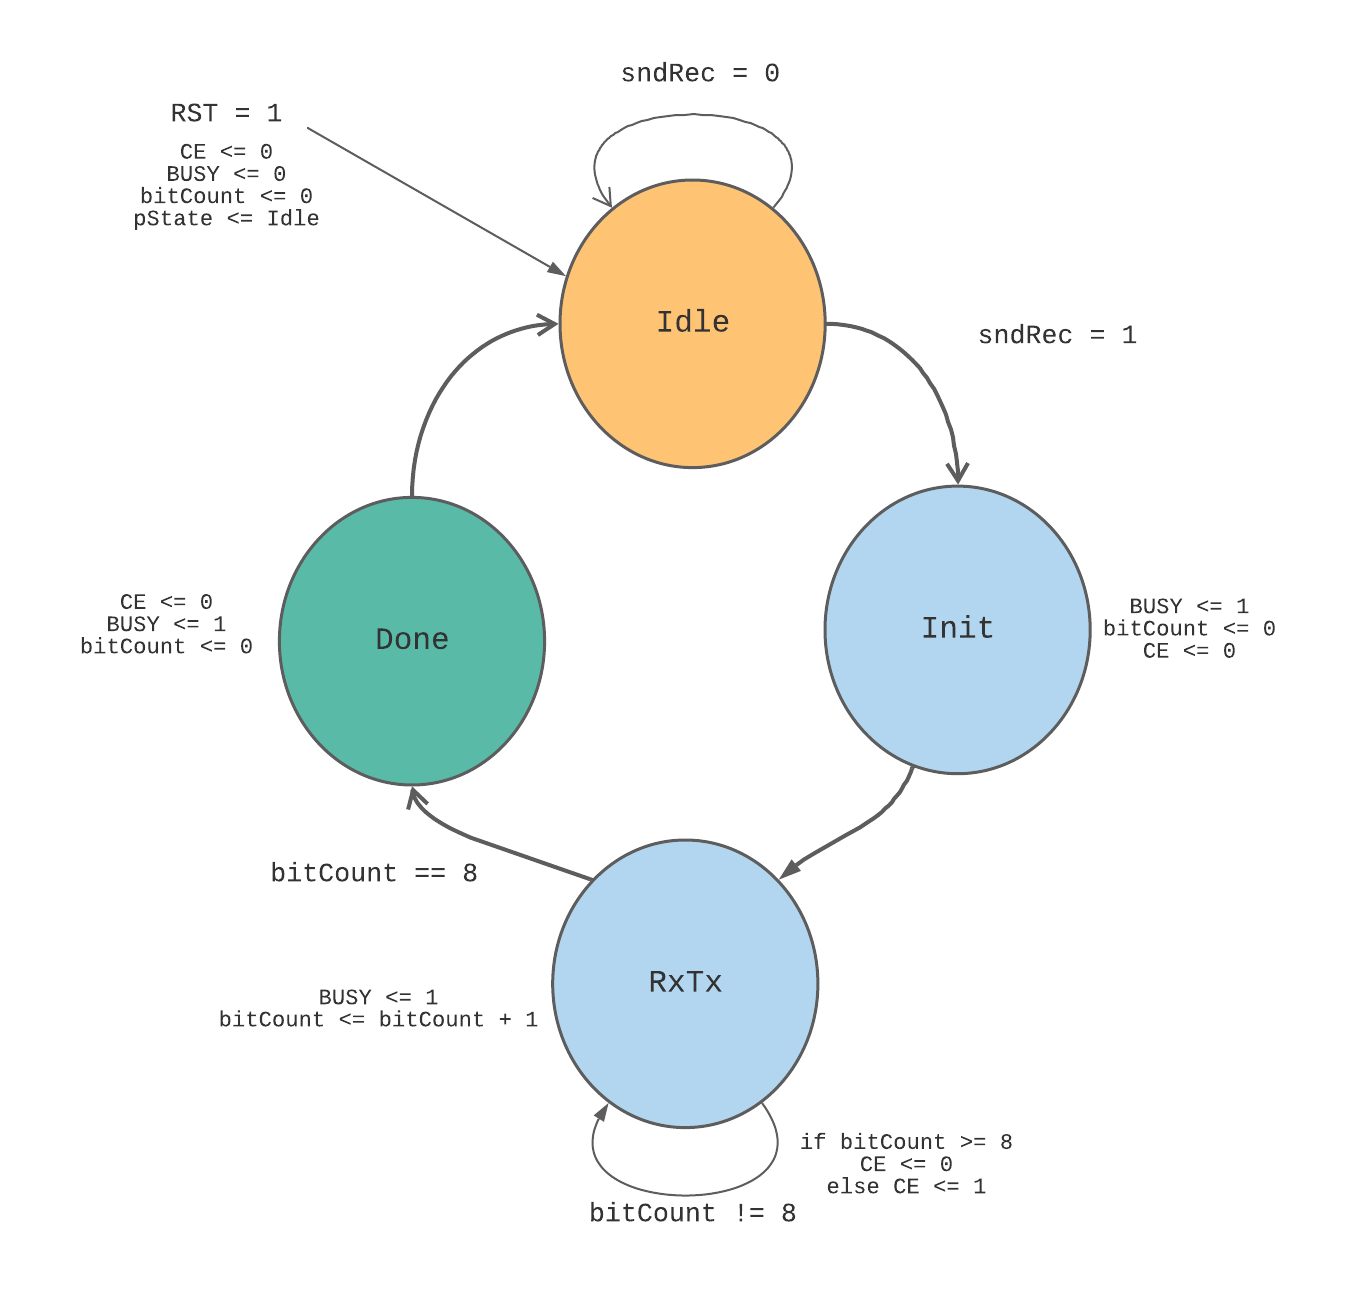 sndRec = 0
RST = 1
CE <= 0
BUSY <= 0
bitCount <= 0
pState <= Idle
Idle
sndRec = 1
CE <= 0
BUSY <= 1
bitCount <= 0
Done
Init
BUSY <= 1
bitCount <= 0
CE <= 0
bitCount == 8
RxTx
BUSY <= 1
bitCount <= bitCount + 1
if bitCount >= 8
CE <= 0
else CE <= 1
bitCount != 8